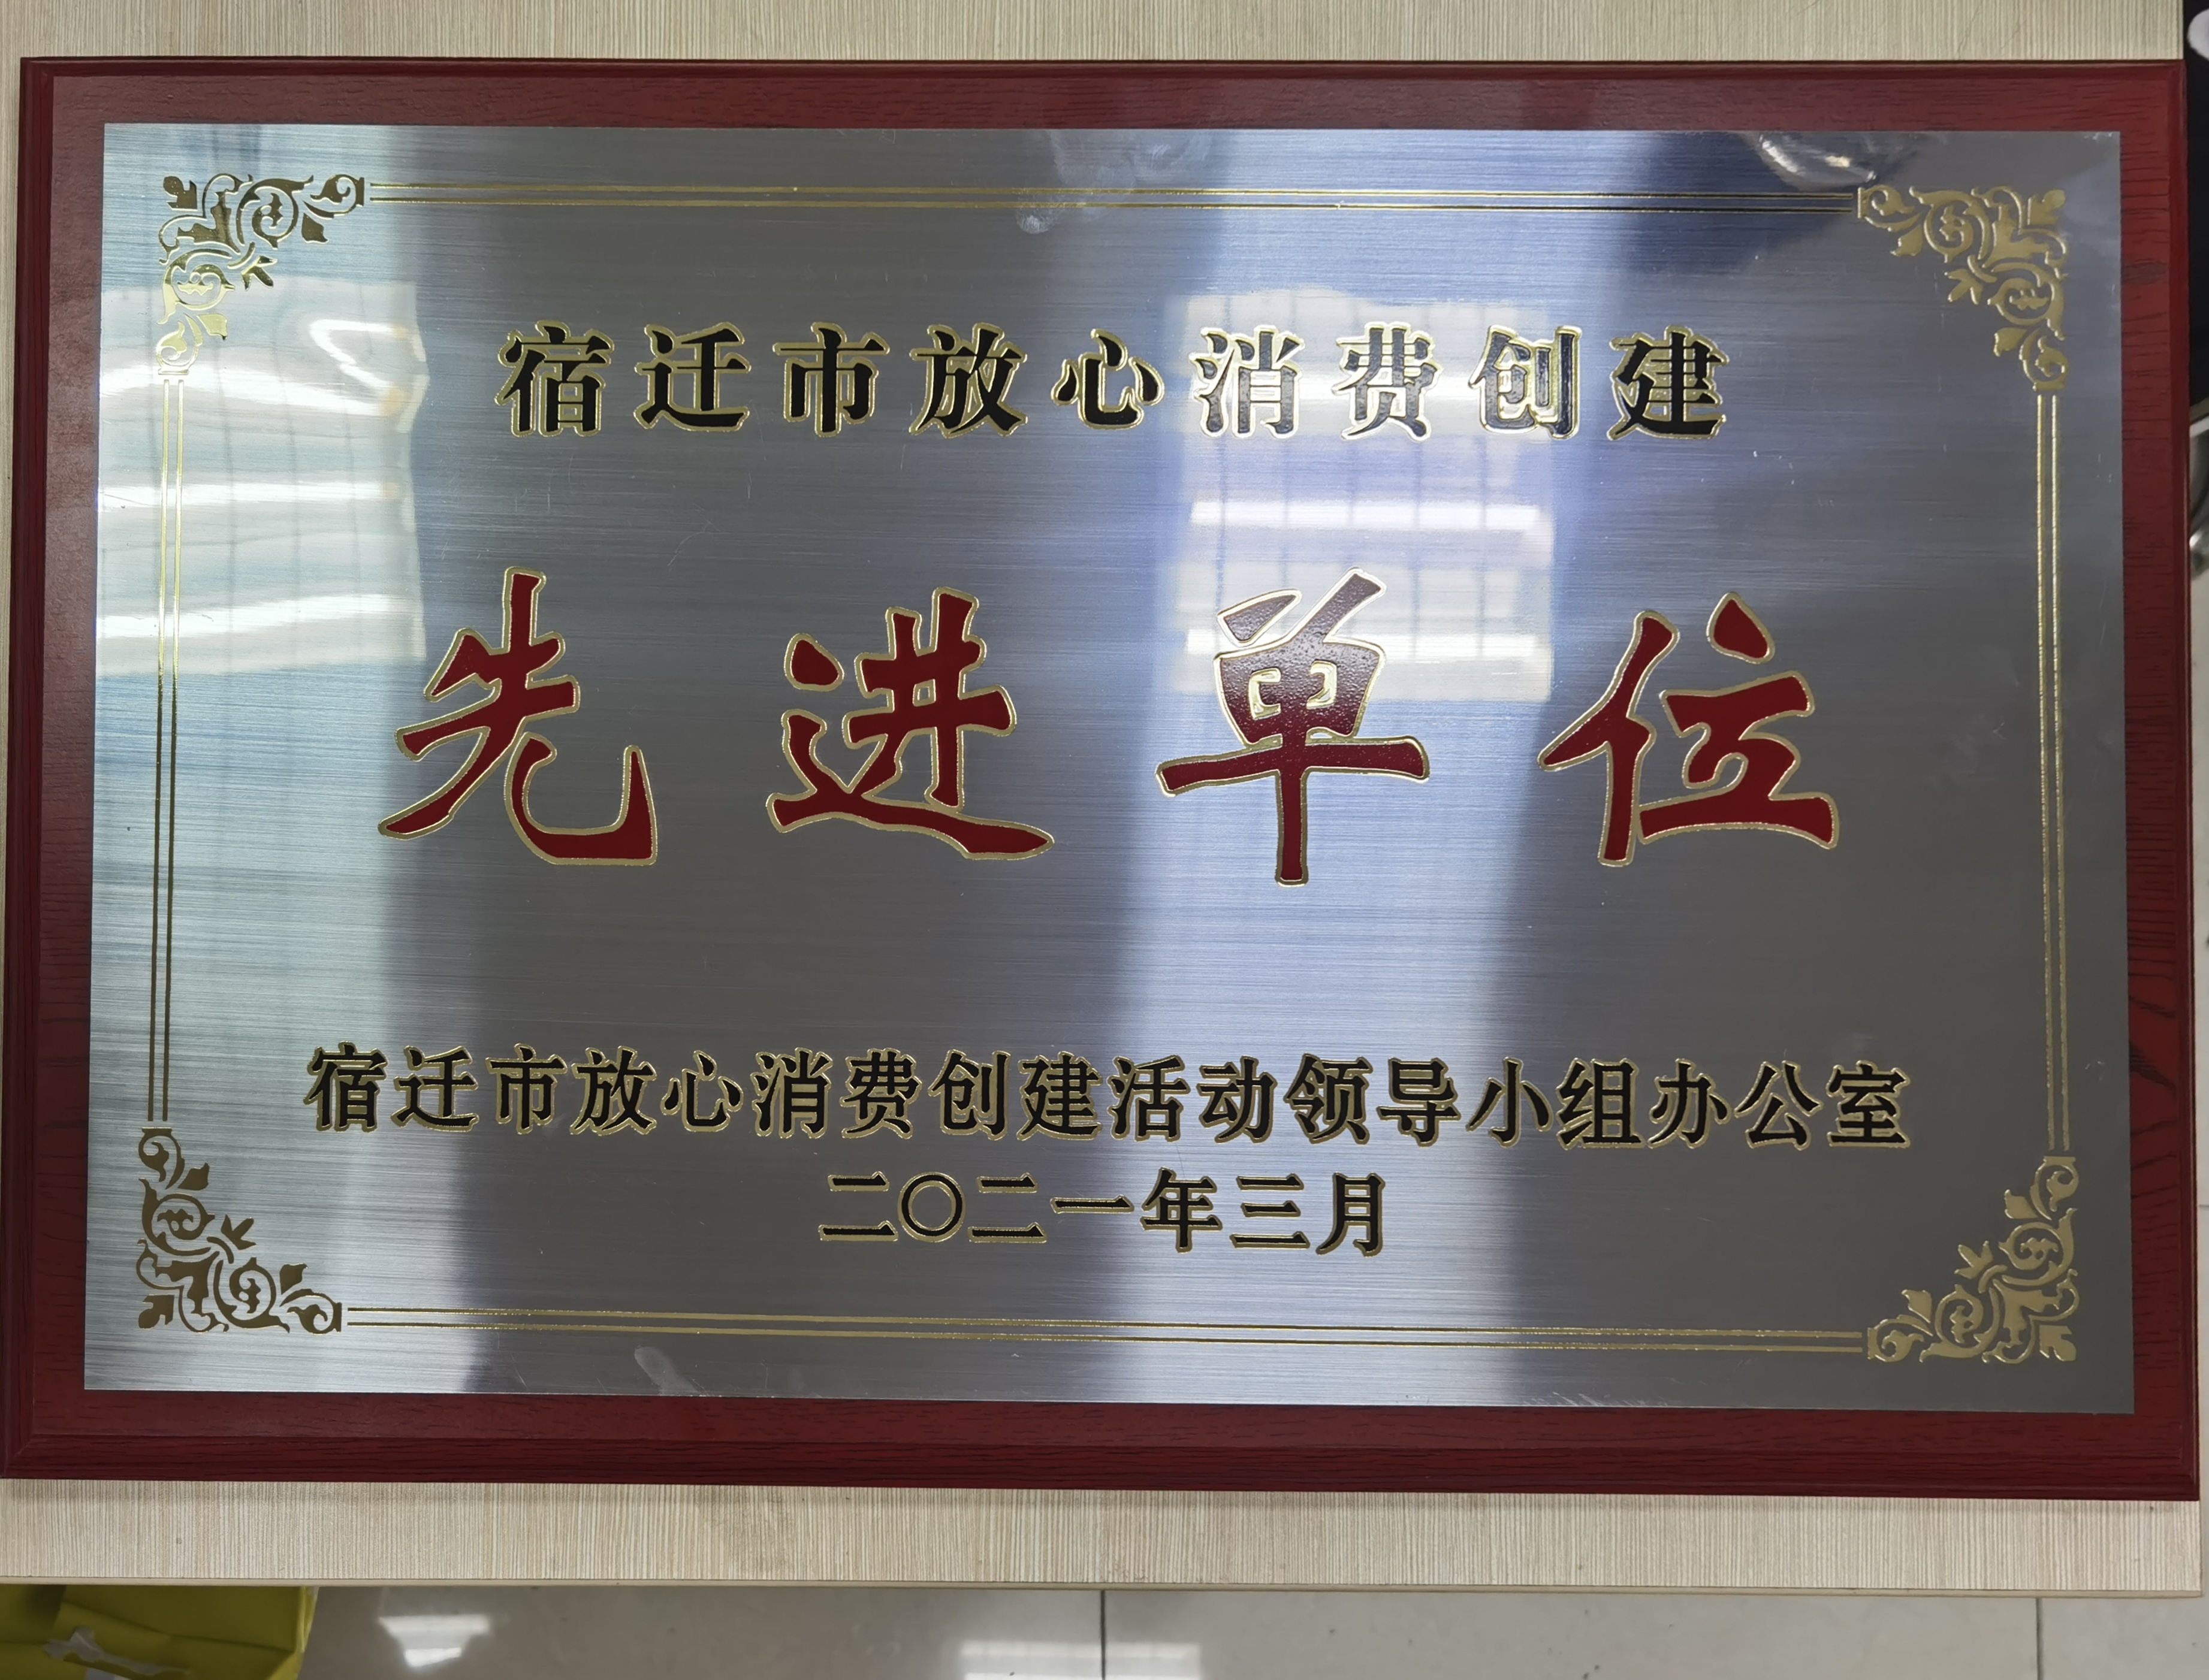 宿迁市放心消费创建
先进单位
宿迁市放心消费创建活动领导小组办公室
二〇二一年三月